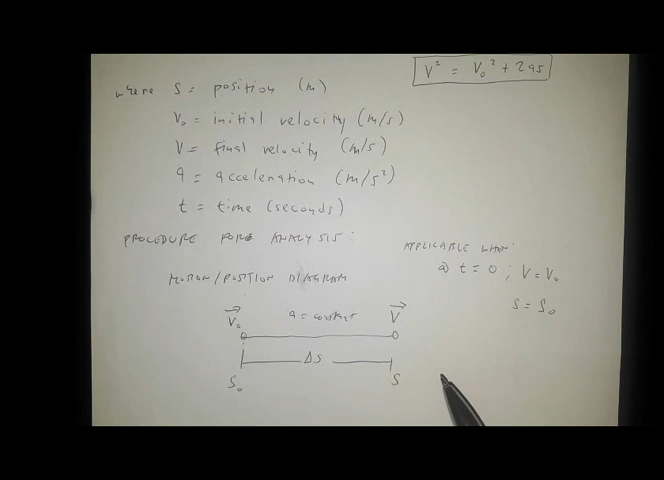 V² = V₀² + 2as
where S = position (m)
V₀ = initial velocity (m/s)
V = final velocity (m/s)
a = acceleration (m/s²)
t = time (seconds)
PROCEDURE FOR ANALYSIS:
APPLICABLE WHEN:
@ t = 0 ; V = V₀
S = S₀
MOTION/POSITION DIAGRAM
V₀ a = constant V
ΔS
S₀ S